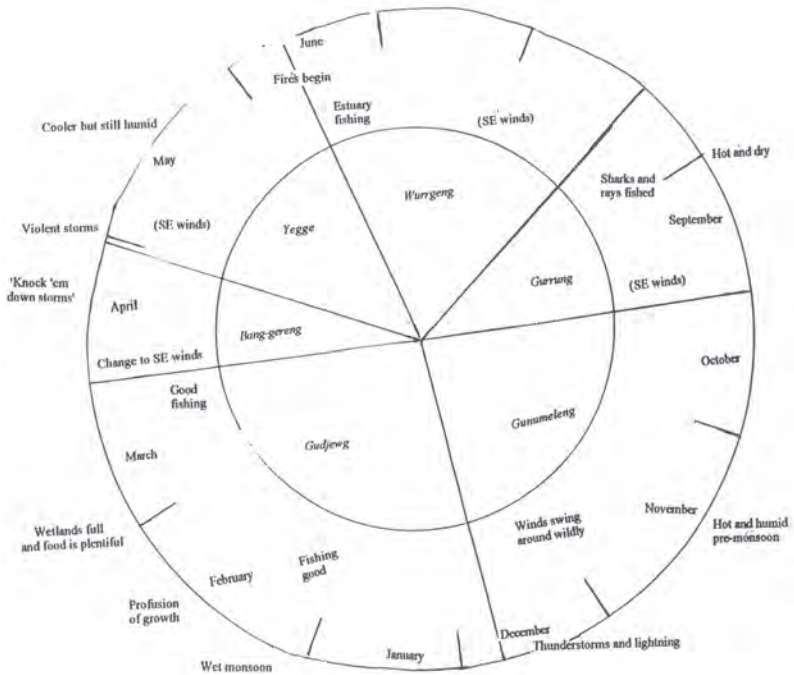 June
Fires begin
Estuary
fishing
(SE winds)
Cooler but still humid
May
Hot and dry
Sharks and
rays fished
Wurrgeng
September
Violent storms
(SE winds)
Yegge
'Knock 'em
down storms'
April
Gurrung
(SE winds)
Bang-gereng
Change to SE winds
October
Good
fishing
Gunumeleng
Gudjewg
March
November
Winds swing
around wildly
Hot and humid
pre-monsoon
Wetlands full
and food is plentiful
Fishing
good
February
Profusion
of growth
December
Thunderstorms and lightning
January
Wet monsoon